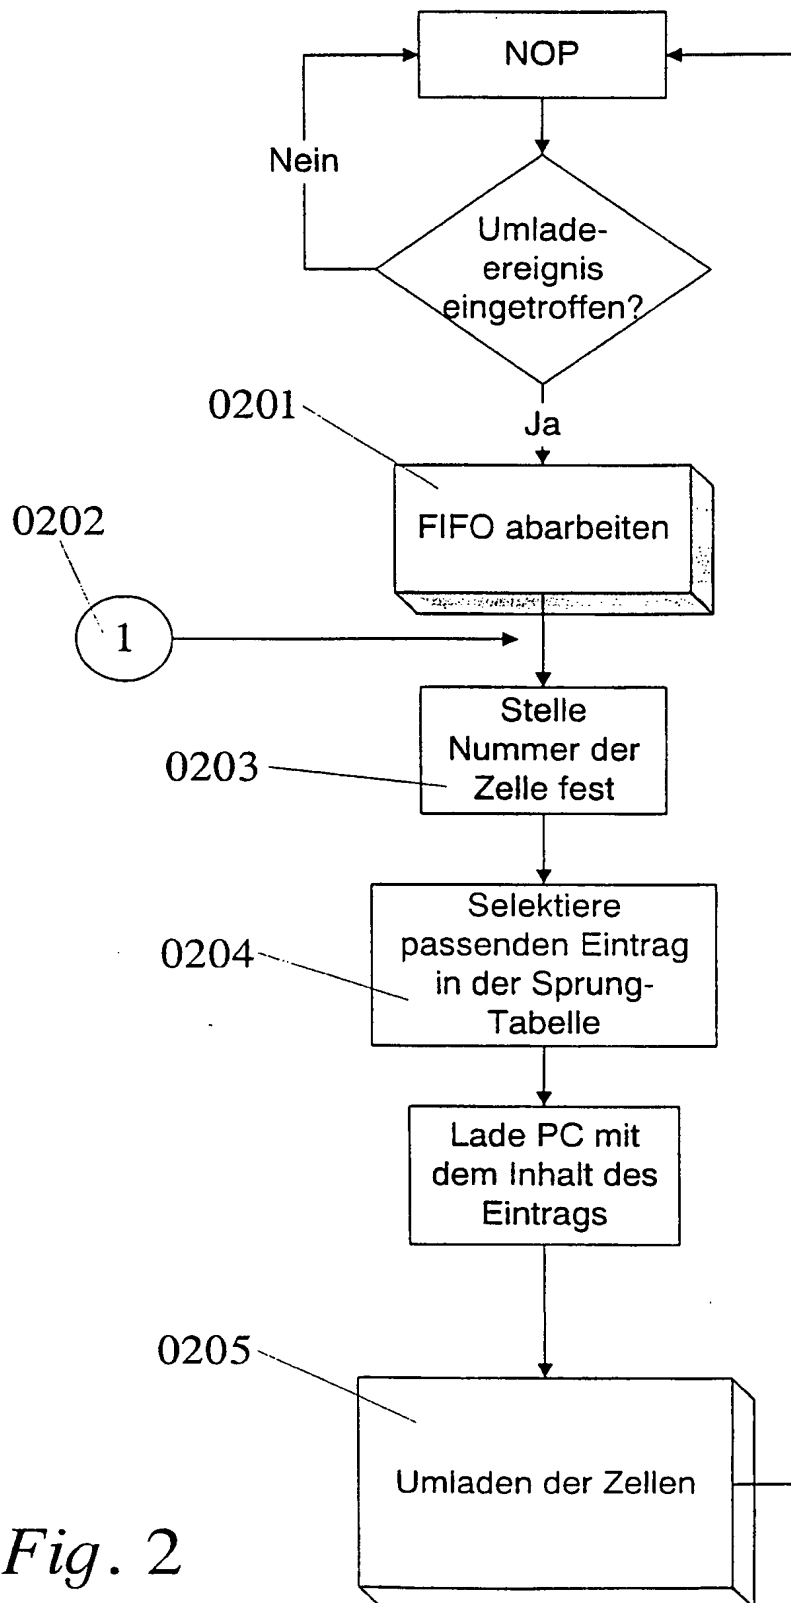 NOP
Nein
Umlade-
ereignis
eingetroffen?
0201
Ja
0202
FIFO abarbeiten
1
Stelle
Nummer der
Zelle fest
0203
Selektiere
passenden Eintrag
in der Sprung-
Tabelle
0204
Lade PC mit
dem Inhalt des
Eintrags
0205
Umladen der Zellen
Fig. 2